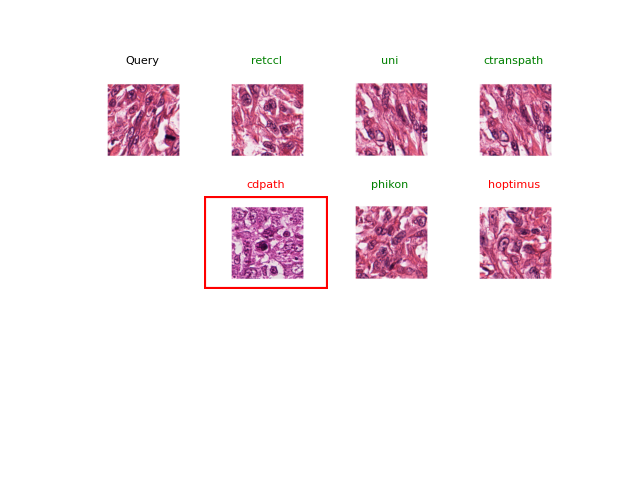 Query
retccl
uni
ctranspath
cdpath
phikon
hoptimus